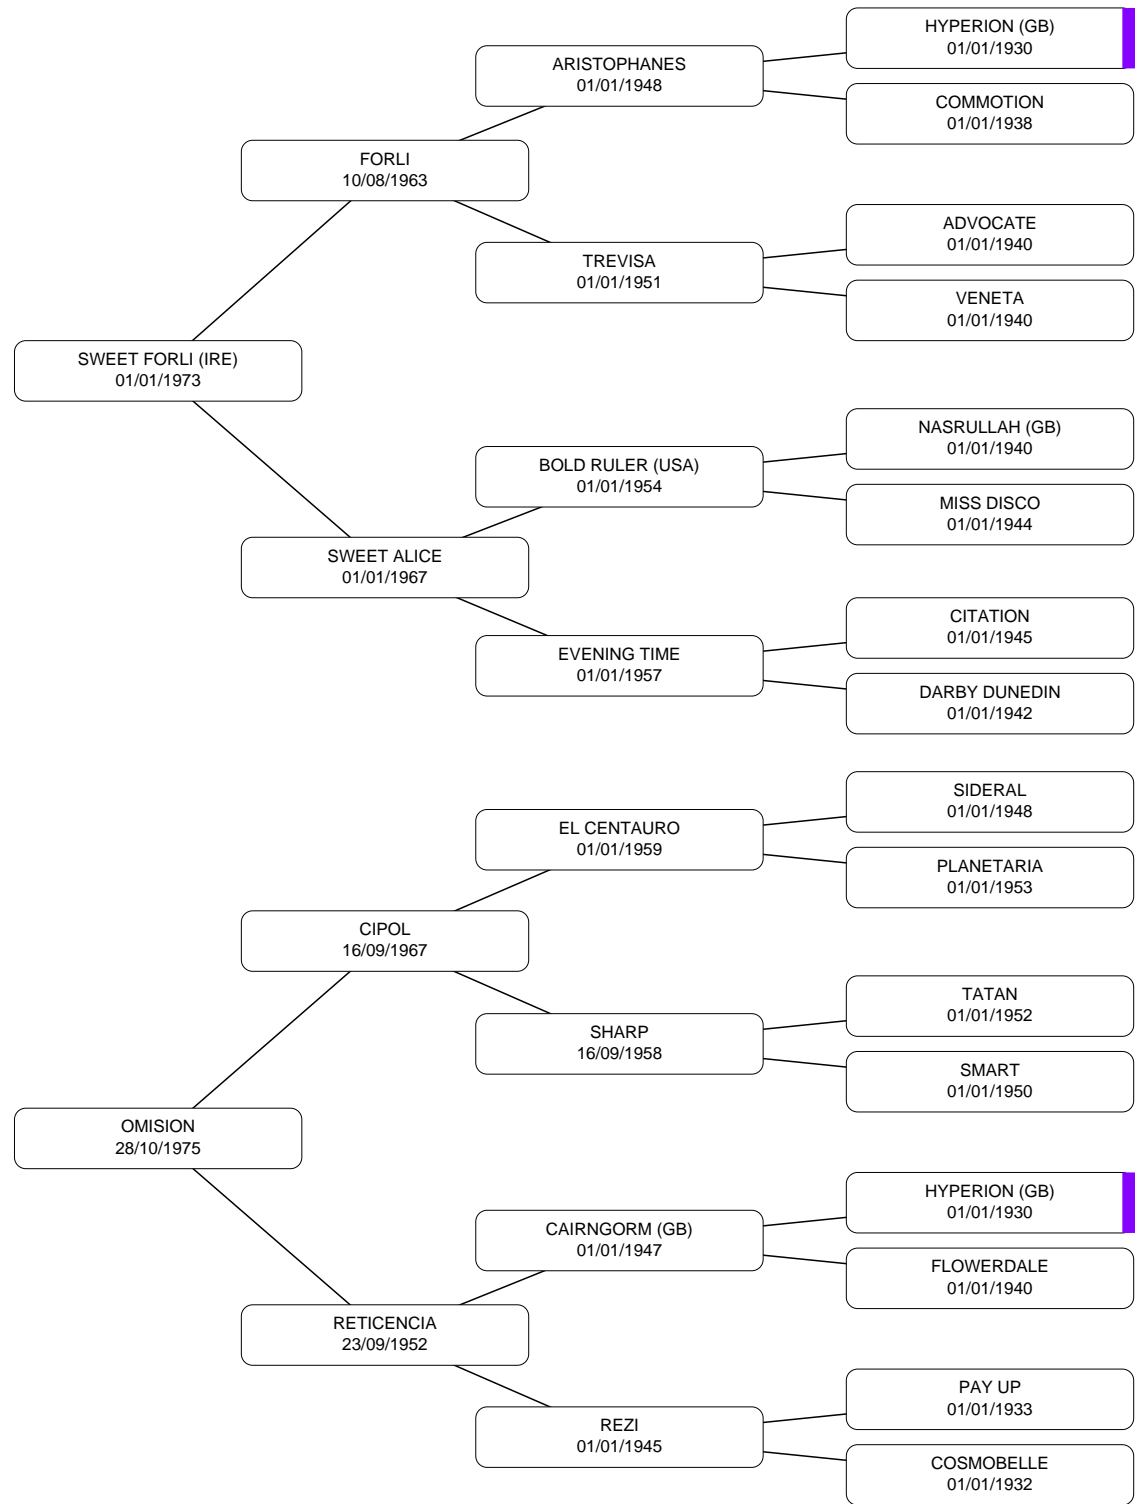 HYPERION (GB)
01/01/1930
ARISTOPHANES
01/01/1948
COMMOTION
01/01/1938
FORLI
10/08/1963
ADVOCATE
01/01/1940
TREVISA
01/01/1951
VENETA
01/01/1940
SWEET FORLI (IRE)
01/01/1973
NASRULLAH (GB)
01/01/1940
BOLD RULER (USA)
01/01/1954
MISS DISCO
01/01/1944
SWEET ALICE
01/01/1967
CITATION
01/01/1945
EVENING TIME
01/01/1957
DARBY DUNEDIN
01/01/1942
SIDERAL
01/01/1948
EL CENTAURO
01/01/1959
PLANETARIA
01/01/1953
CIPOL
16/09/1967
TATAN
01/01/1952
SHARP
16/09/1958
SMART
01/01/1950
OMISION
28/10/1975
HYPERION (GB)
01/01/1930
CAIRNGORM (GB)
01/01/1947
FLOWERDALE
01/01/1940
RETICENCIA
23/09/1952
PAY UP
01/01/1933
REZI
01/01/1945
COSMOBELLE
01/01/1932